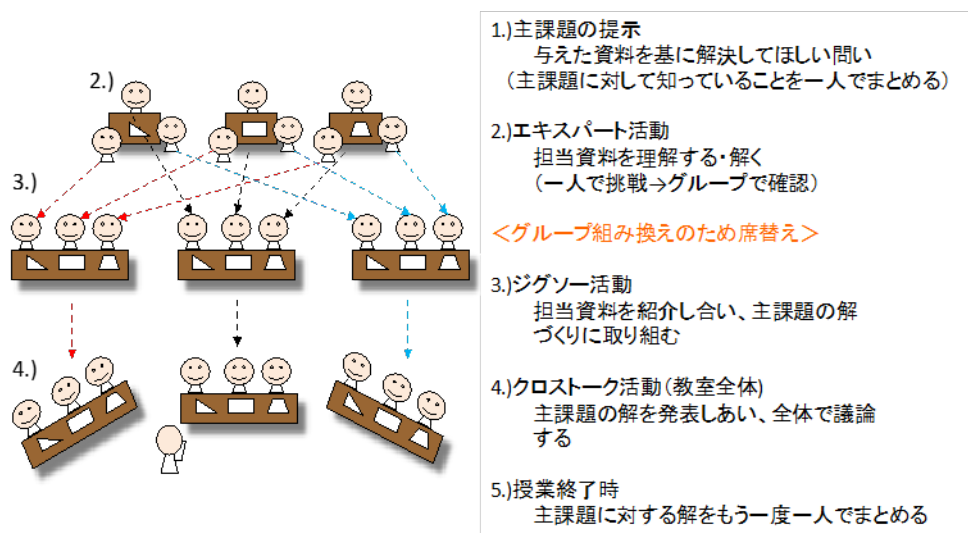 2.)
3.)
4.)
1.)主課題の提示
与えた資料を基に解決してほしい問い
(主課題に対して知っていることを一人でまとめる)
2.)エキスパート活動
担当資料を理解する・解く
(一人で挑戦→グループで確認)
<グループ組み換えのため席替え>
3.)ジグソー活動
担当資料を紹介し合い、主課題の解
づくりに取り組む
4.)クロストーク活動(教室全体)
主課題の解を発表しあい、全体で議論
する
5.)授業終了時
主課題に対する解をもう一度一人でまとめる